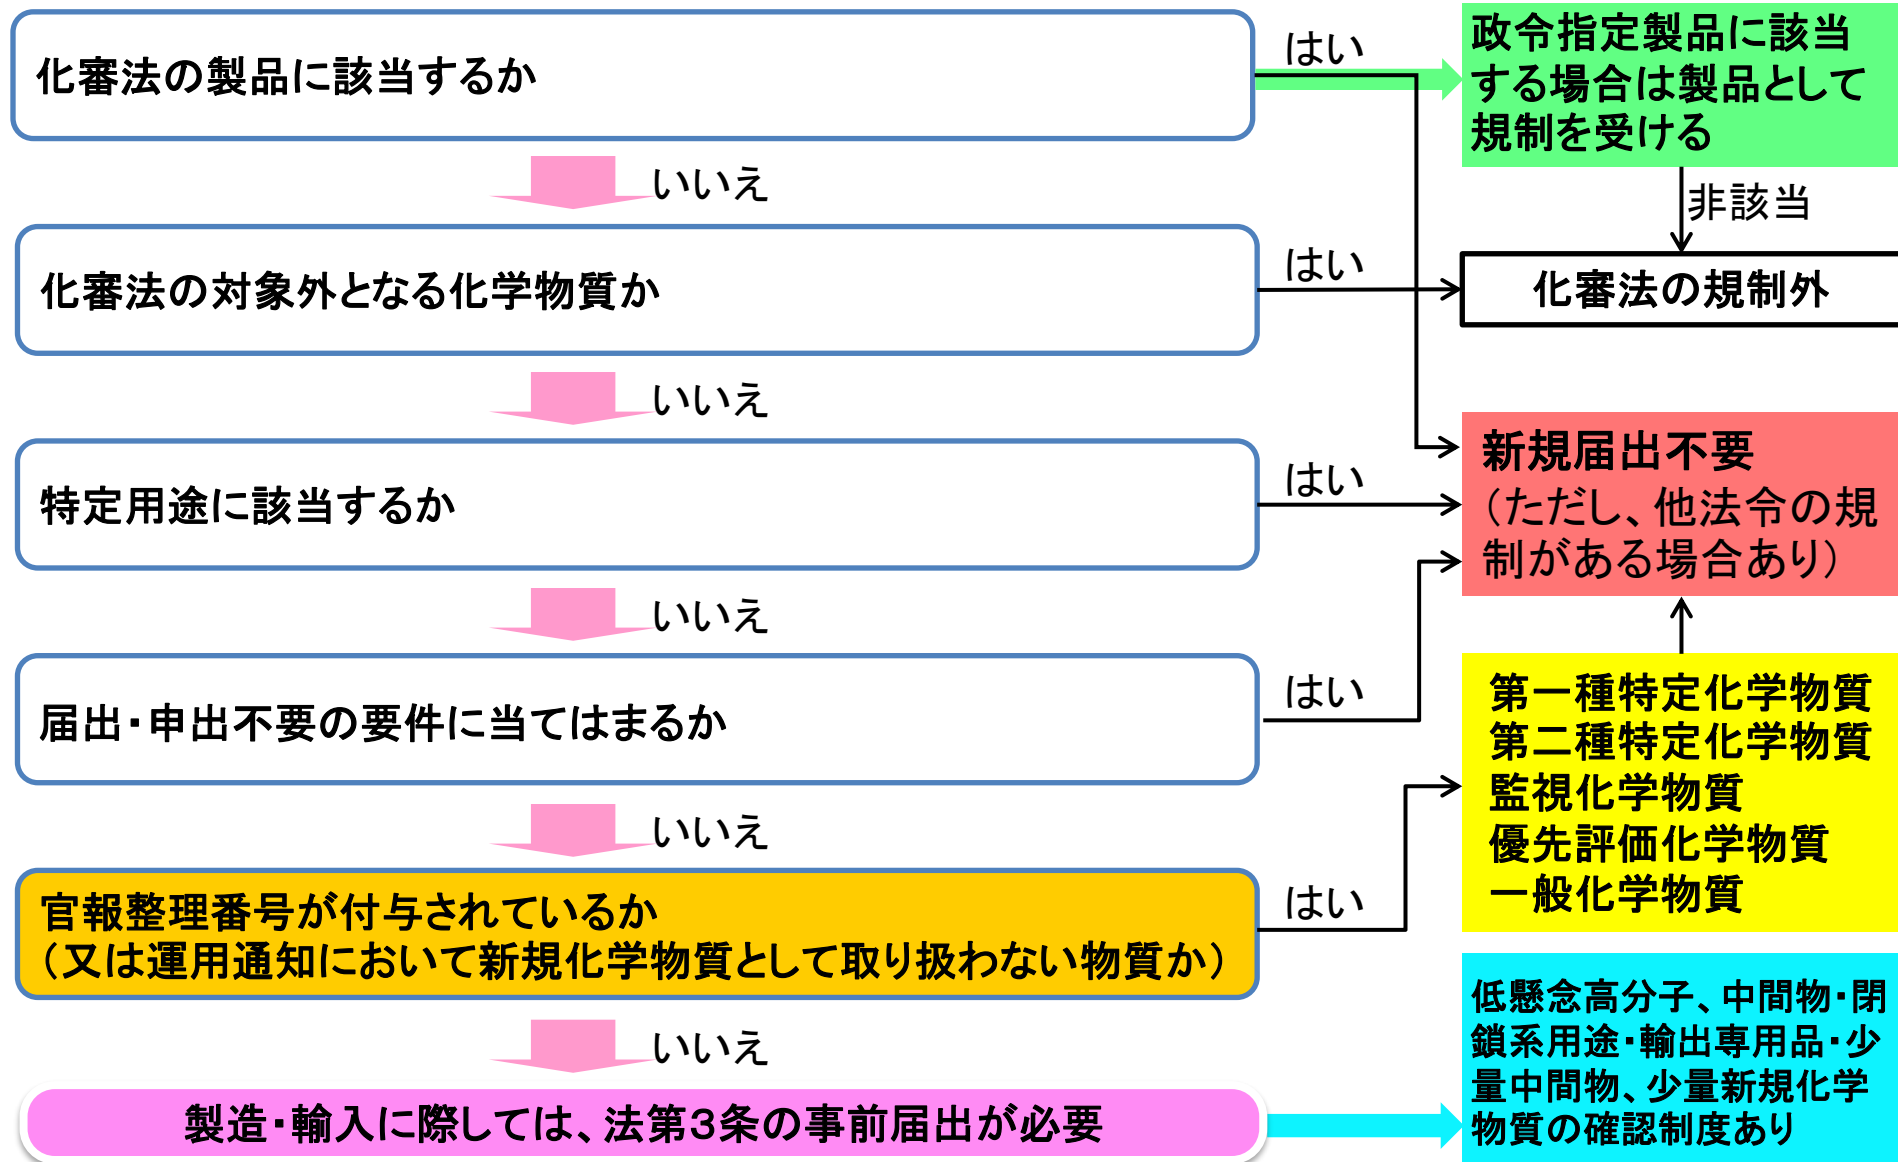 化審法の製品に該当するか
はい
政令指定製品に該当
する場合は製品として
規制を受ける
いいえ
非該当
化審法の対象外となる化学物質か
はい
化審法の規制外
いいえ
特定用途に該当するか
はい
新規届出不要
（ただし、他法令の規
制がある場合あり）
いいえ
届出・申出不要の要件に当てはまるか
はい
第一種特定化学物質
第二種特定化学物質
監視化学物質
優先評価化学物質
一般化学物質
いいえ
官報整理番号が付与されているか
（又は運用通知において新規化学物質として取り扱わない物質か）
はい
いいえ
製造・輸入に際しては、法第３条の事前届出が必要
低懸念高分子、中間物・閉
鎖系用途・輸出専用品・少
量中間物、少量新規化学
物質の確認制度あり